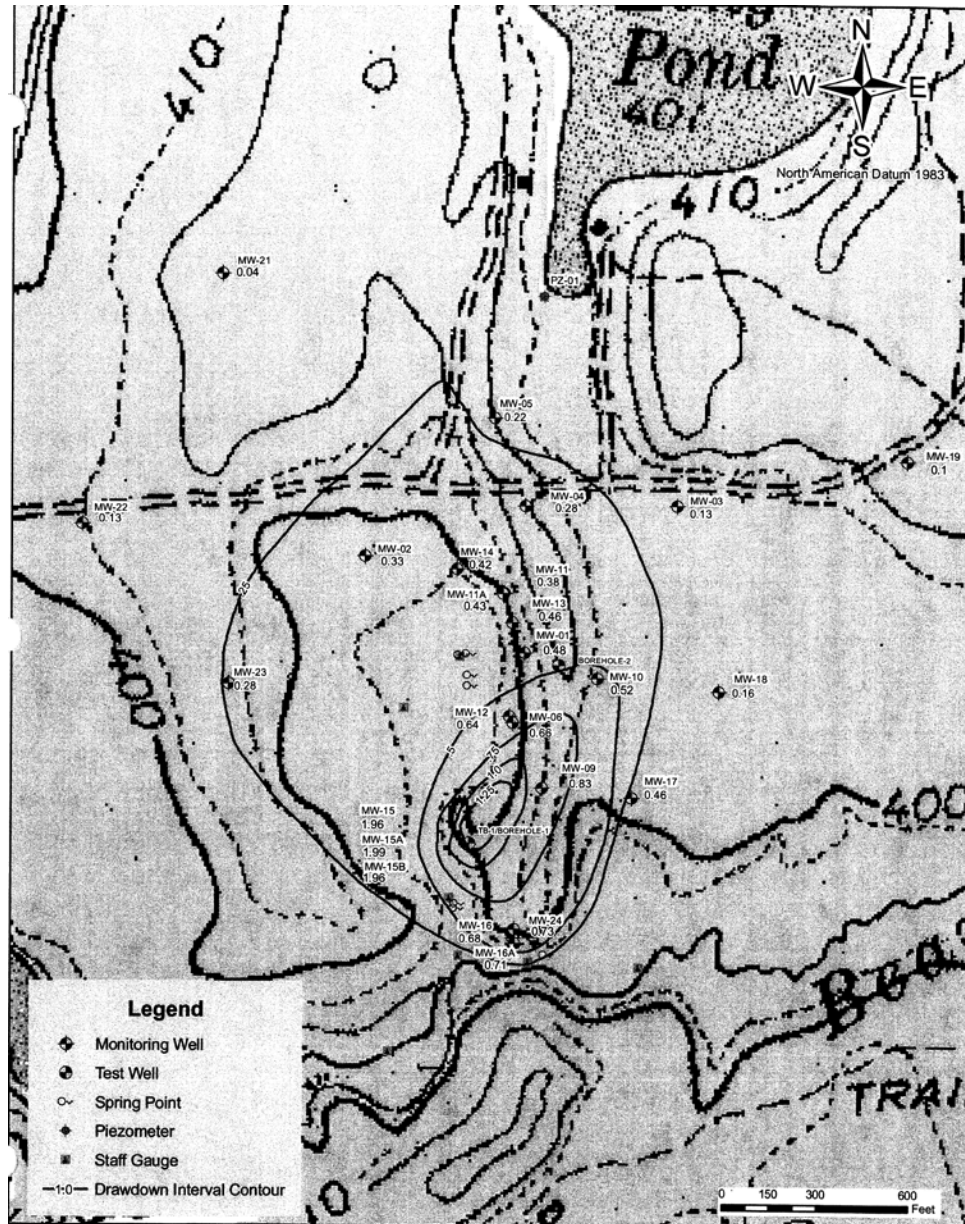 410
Pond
401
N
W
E
S
North American Datum 1983
410
MW-21
0.04
PZ-01
MW-05
0.22
MW-19
0.1
MW-22
0.13
MW-04
0.28
MW-03
0.13
MW-02
0.33
MW-14
0.42
MW-11
0.38
.25
MW-11A
0.43
MW-13
0.46
MW-01
0.48
BOREHOLE-2
MW-23
0.28
MW-10
0.52
MW-18
0.16
400
MW-12
0.64
MW-06
0.66
.5
.75
1.0
1.25
MW-09
0.83
MW-17
0.46
400
MW-15
1.96
TB-1/BOREHOLE-1
MW-15A
1.99
MW-15B
1.96
MW-16
0.68
MW-24
0.73
MW-16A
0.71
Legend
Monitoring Well
Test Well
Spring Point
Piezometer
Staff Gauge
1.0 Drawdown Interval Contour
TRAI
0 150 300 600
Feet